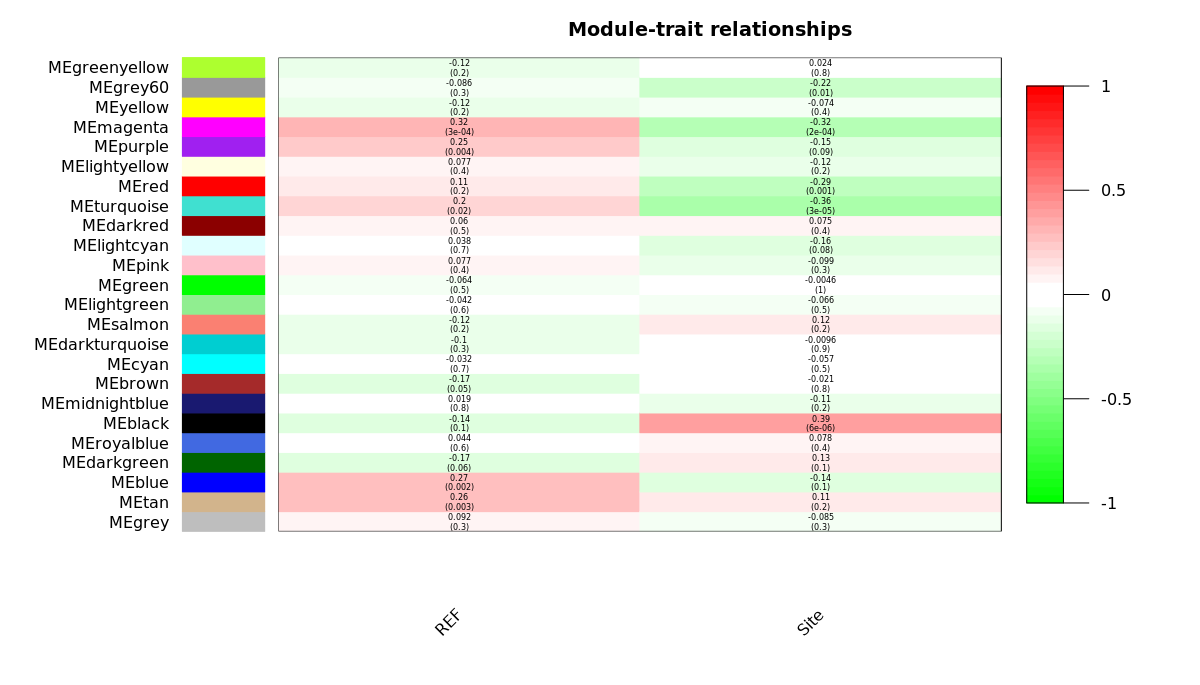 Module-trait relationships
MEgreenyellow -0.12 0.024
(0.2) (0.8)
MEgrey60 -0.086 -0.22
(0.3) (0.01)
MEyellow -0.12 -0.074
(0.2) (0.4)
MEmagenta 0.32 -0.32
(3e-04) (2e-04)
MEpurple 0.25 -0.15
(0.004) (0.09)
MElightyellow 0.077 -0.12
(0.4) (0.2)
MEred 0.11 -0.29
(0.2) (0.001)
MEturquoise 0.2 -0.36
(0.02) (3e-05)
MEdarkred 0.06 0.075
(0.5) (0.4)
MElightcyan 0.038 -0.16
(0.7) (0.08)
MEpink 0.077 -0.099
(0.4) (0.3)
MEgreen -0.064 -0.0046
(0.5) (1)
MElightgreen -0.042 -0.066
(0.6) (0.5)
MEsalmon -0.12 0.12
(0.2) (0.2)
MEdarkturquoise -0.1 -0.0096
(0.3) (0.9)
MEcyan -0.032 -0.057
(0.7) (0.5)
MEbrown -0.17 -0.021
(0.05) (0.8)
MEmidnightblue 0.019 -0.11
(0.8) (0.2)
MEblack -0.14 0.39
(0.1) (6e-06)
MEroyalblue 0.044 0.078
(0.6) (0.4)
MEdarkgreen -0.17 0.13
(0.06) (0.1)
MEblue 0.27 -0.14
(0.002) (0.1)
MEtan 0.26 0.11
(0.003) (0.2)
MEgrey 0.092 -0.085
(0.3) (0.3)
1
0.5
0
-0.5
-1
REF
Site